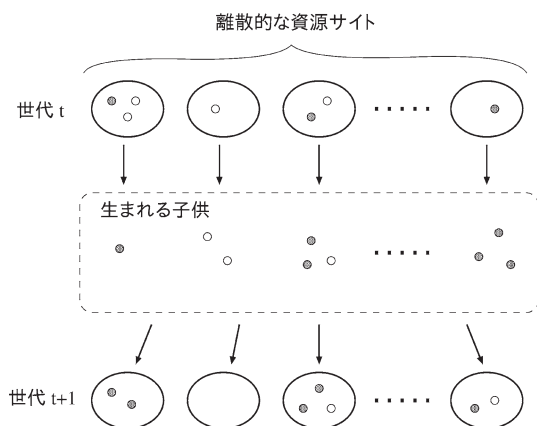 離散的な資源サイト
世代 t
生まれる子供
世代 t+1